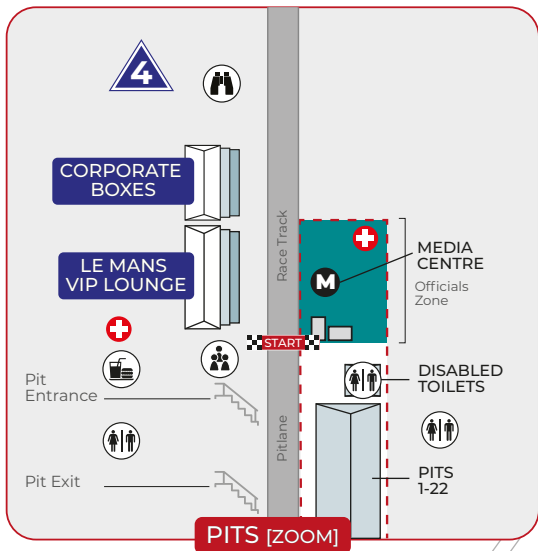 4
CORPORATE
BOXES
LE MANS
VIP LOUNGE
Race Track
MEDIA
CENTRE
Officials
Zone
M
START
Pit
Entrance
DISABLED
TOILETS
Pitlane
Pit Exit
PITS
1-22
PITS [ZOOM]